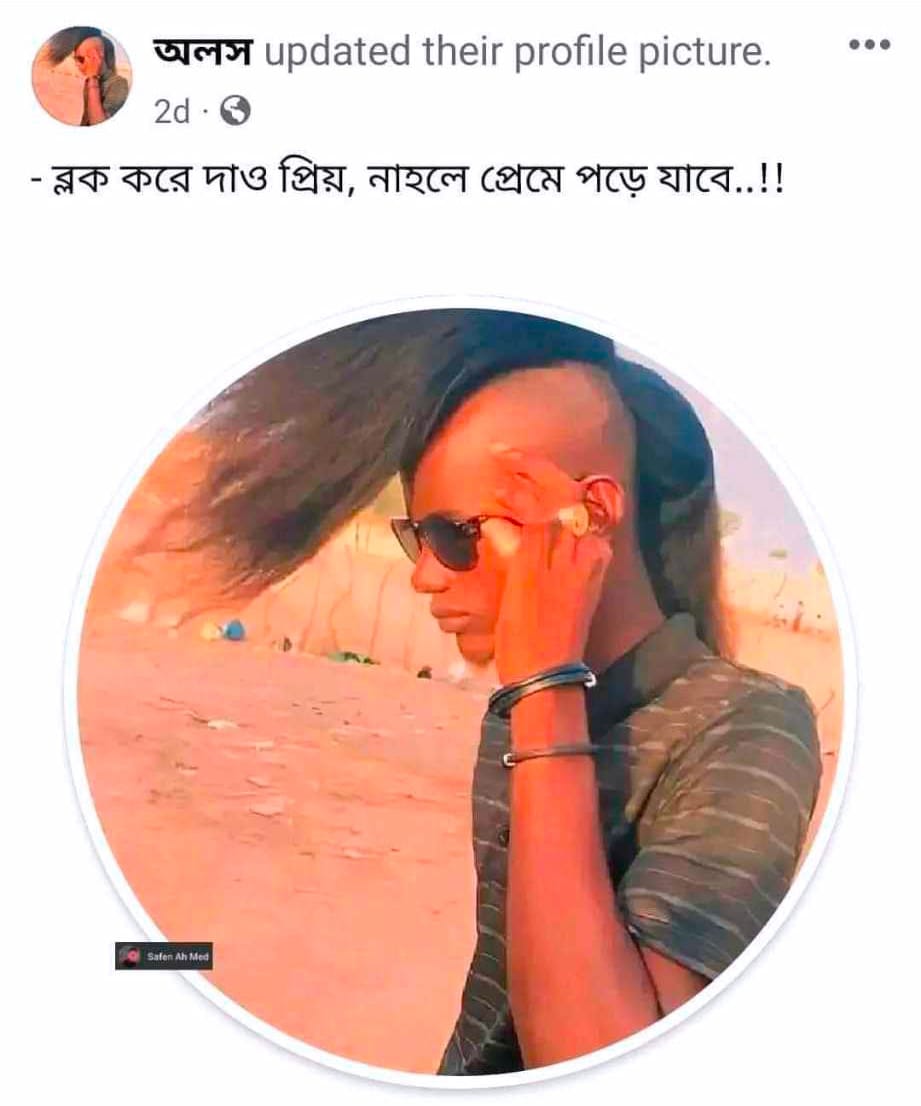 অলস updated their profile picture.
2d ·
- ব্লক করে দাও প্রিয়, নাহলে প্রেমে পড়ে যাবে..!!
Safen Ah Med